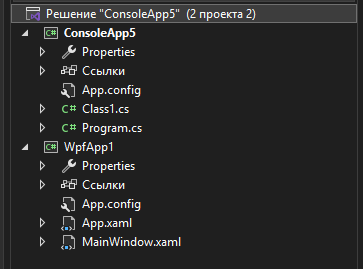 Решение "ConsoleApp5" (2 проекта 2)
C# ConsoleApp5
Properties
Ссылки
App.config
C# Class1.cs
C# Program.cs
C# WpfApp1
Properties
Ссылки
App.config
App.xaml
MainWindow.xaml